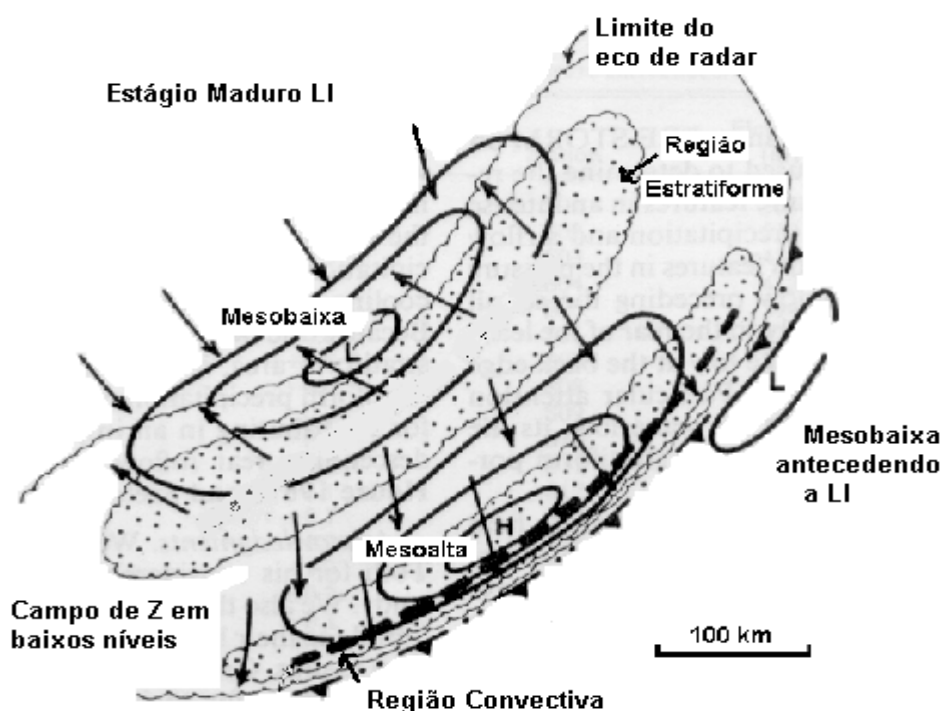 Limite do
eco de radar
Estágio Maduro LI
Região
Estratiforme
Mesobaixa
L
L
Mesobaixa
antecedendo
a LI
H
Mesoalta
Campo de Z em
baixos níveis
100 km
Região Convectiva